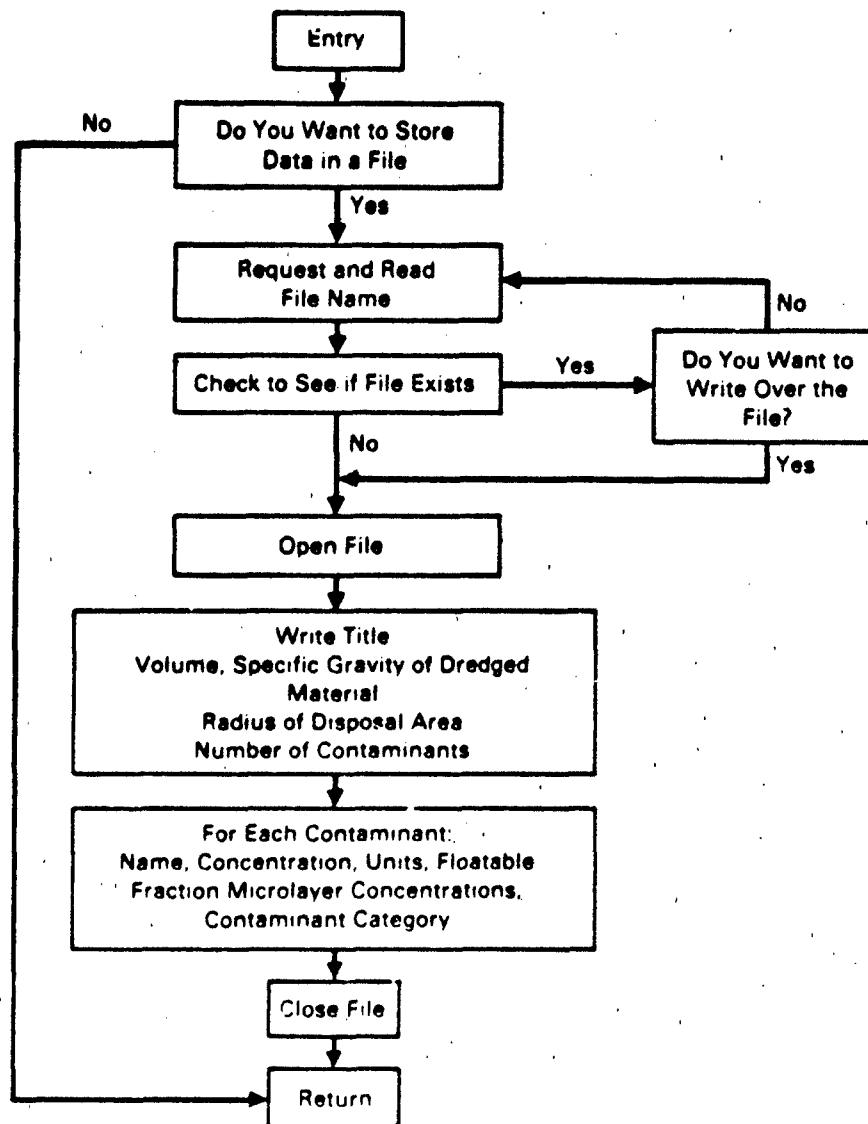 Entry
No
Do You Want to Store
Data in a File
Yes
Request and Read
File Name
No
Check to See if File Exists
Yes
Do You Want to
Write Over the
File?
No
Yes
Open File
Write Title
Volume, Specific Gravity of Dredged
Material
Radius of Disposal Area
Number of Contaminants
For Each Contaminant:
Name, Concentration, Units, Floatable
Fraction Microlayer Concentrations,
Contaminant Category
Close File
Return